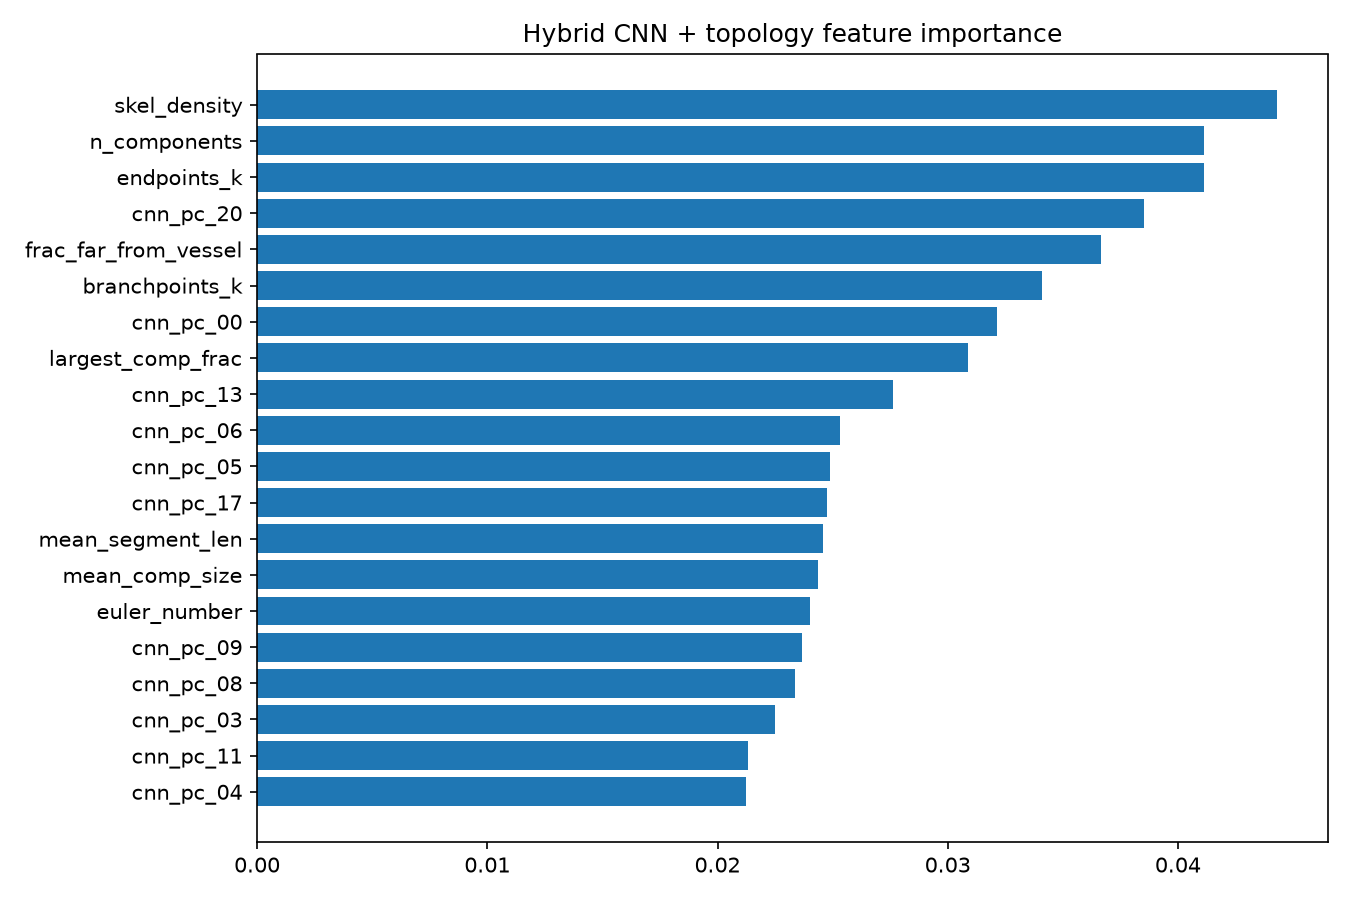 Hybrid CNN + topology feature importance
skel_density
n_components
endpoints_k
cnn_pc_20
frac_far_from_vessel
branchpoints_k
cnn_pc_00
largest_comp_frac
cnn_pc_13
cnn_pc_06
cnn_pc_05
cnn_pc_17
mean_segment_len
mean_comp_size
euler_number
cnn_pc_09
cnn_pc_08
cnn_pc_03
cnn_pc_11
cnn_pc_04
0.00 0.01 0.02 0.03 0.04